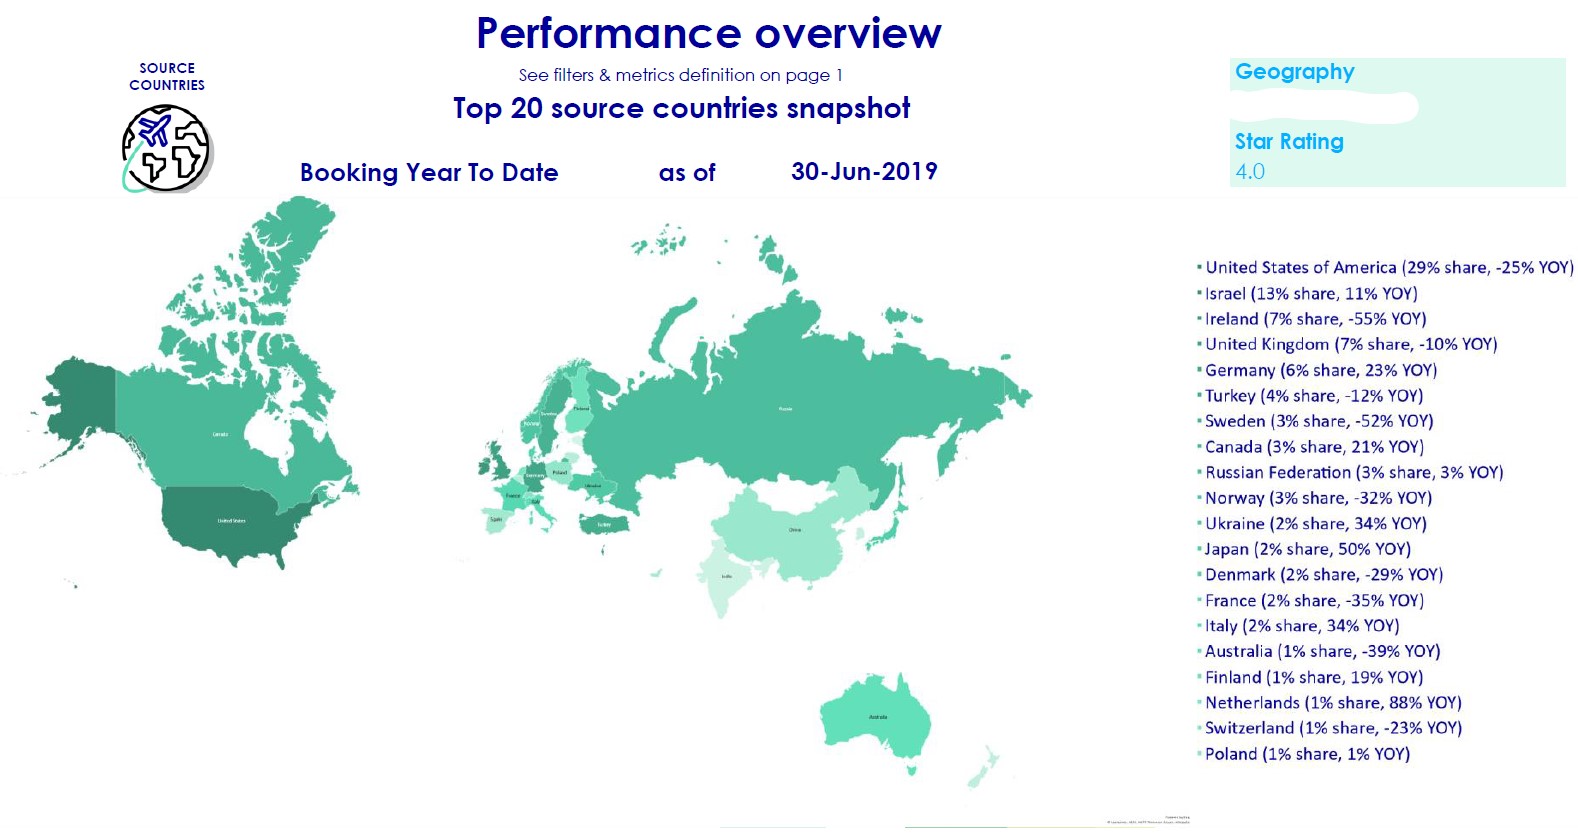 Performance overview
See filters & metrics definition on page 1
Top 20 source countries snapshot
SOURCE
COUNTRIES
Booking Year To Date as of 30-Jun-2019
Geography
Star Rating
4.0
United States of America (29% share, -25% YOY)
Israel (13% share, 11% YOY)
Ireland (7% share, -55% YOY)
United Kingdom (7% share, -10% YOY)
Germany (6% share, 23% YOY)
Turkey (4% share, -12% YOY)
Sweden (3% share, -52% YOY)
Canada (3% share, 21% YOY)
Russian Federation (3% share, 3% YOY)
Norway (3% share, -32% YOY)
Ukraine (2% share, 34% YOY)
Japan (2% share, 50% YOY)
Denmark (2% share, -29% YOY)
France (2% share, -35% YOY)
Italy (2% share, 34% YOY)
Australia (1% share, -39% YOY)
Finland (1% share, 19% YOY)
Netherlands (1% share, 88% YOY)
Switzerland (1% share, -23% YOY)
Poland (1% share, 1% YOY)
Canada
United States
Russia
Finland
Sweden
Norway
Germany
Poland
Ukraine
France
Italy
Spain
Turkey
China
India
Australia